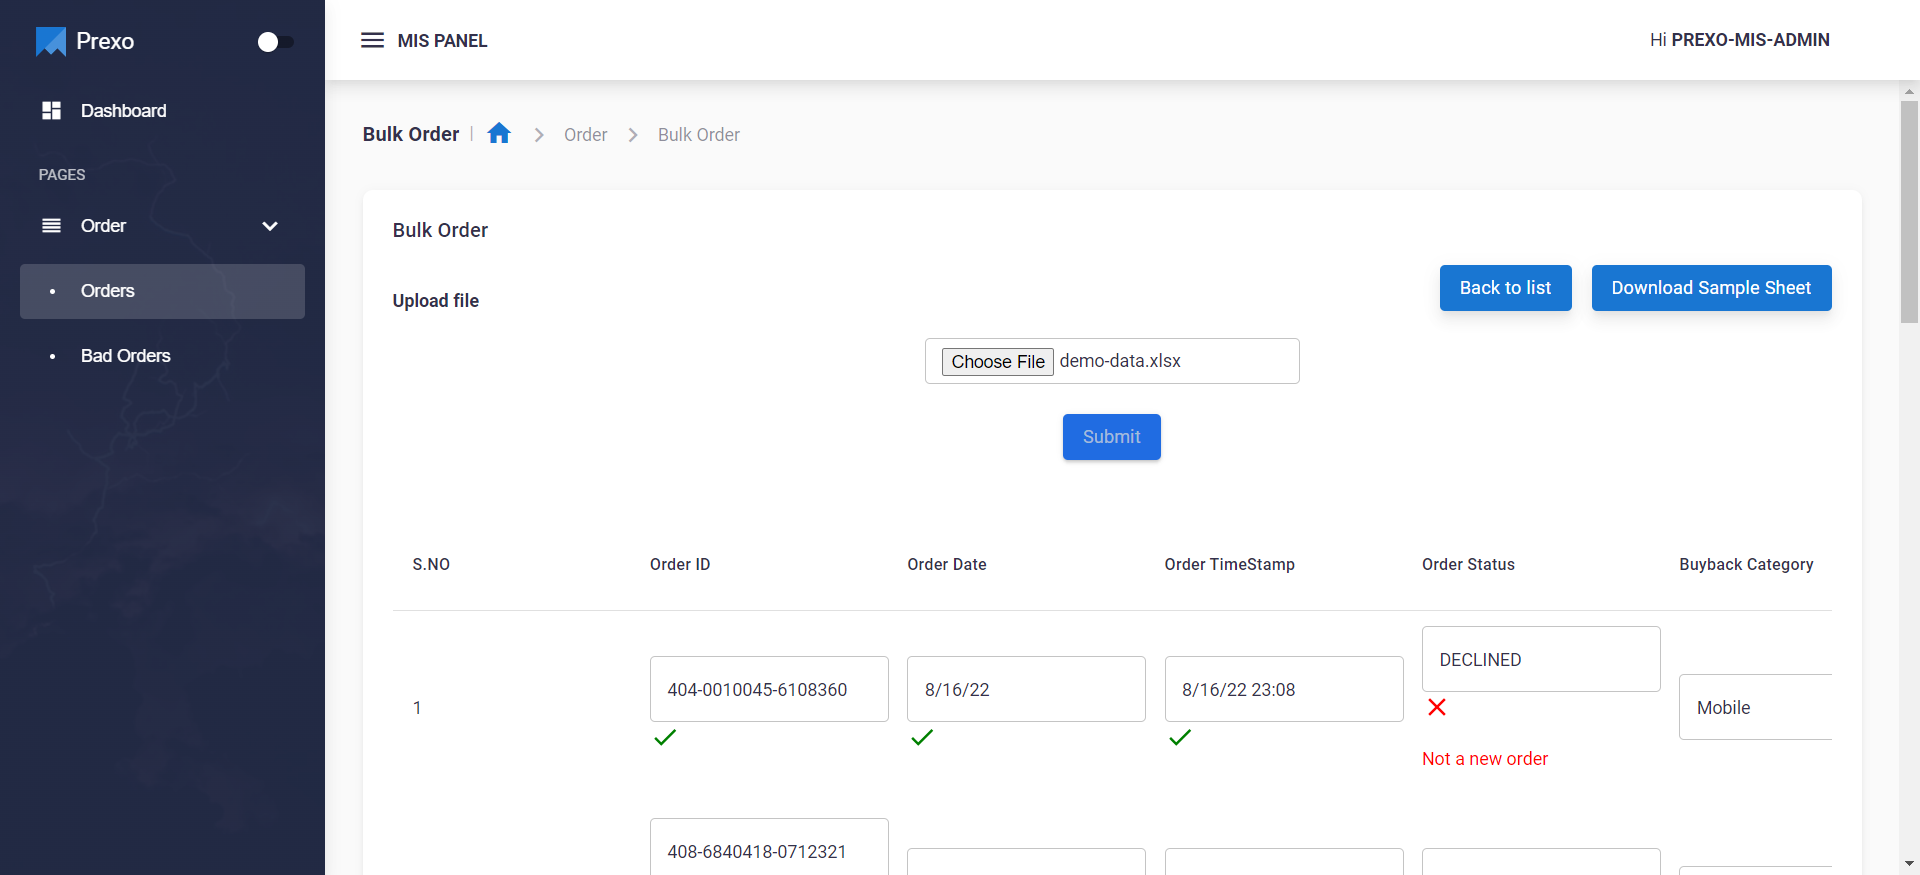 Prexo
MIS PANEL
Hi PREXO-MIS-ADMIN
Dashboard
PAGES
Order
Orders
Bad Orders
Bulk Order
Order
Bulk Order
Bulk Order
Upload file
Back to list
Download Sample Sheet
Choose File demo-data.xlsx
Submit
S.NO Order ID Order Date Order TimeStamp Order Status Buyback Category
1 404-0010045-6108360 8/16/22 8/16/22 23:08 DECLINED Mobile
Not a new order
408-6840418-0712321